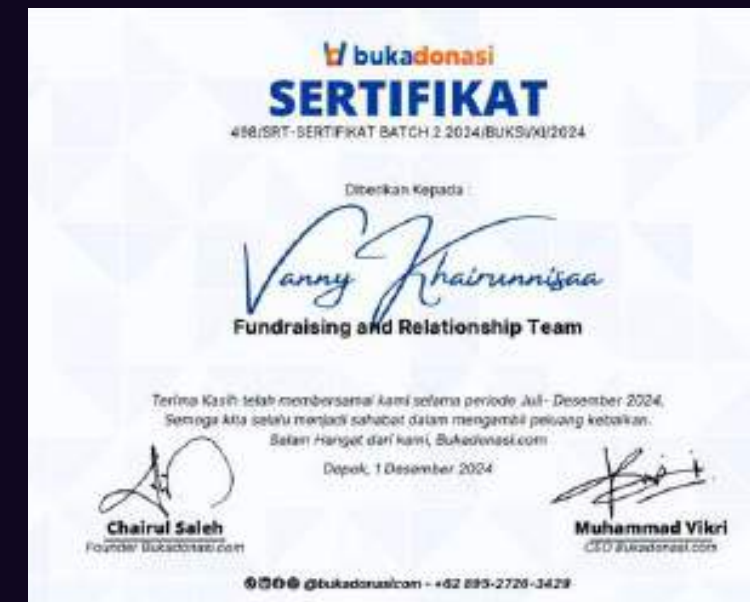 bukadonasi
SERTIFIKAT
498/SRT-SERTIFIKAT BATCH 2 2024/BUKSI/XI/2024
Diberikan Kepada :
Vanny Khairunnisaa
Fundraising and Relationship Team
Terima Kasih telah membersamai kami selama periode Juli- Desember 2024,
Semoga kita selalu menjadi sahabat dalam mengambil peluang kebaikan.
Salam Hangat dari kami, Bukadonasi.com
Depok, 1 Desember 2024
Chairul Saleh
Founder Bukadonasi.com
Muhammad Vikri
CEO Bukadonasi.com
@bukadonasicom - +62 895-2726-3429